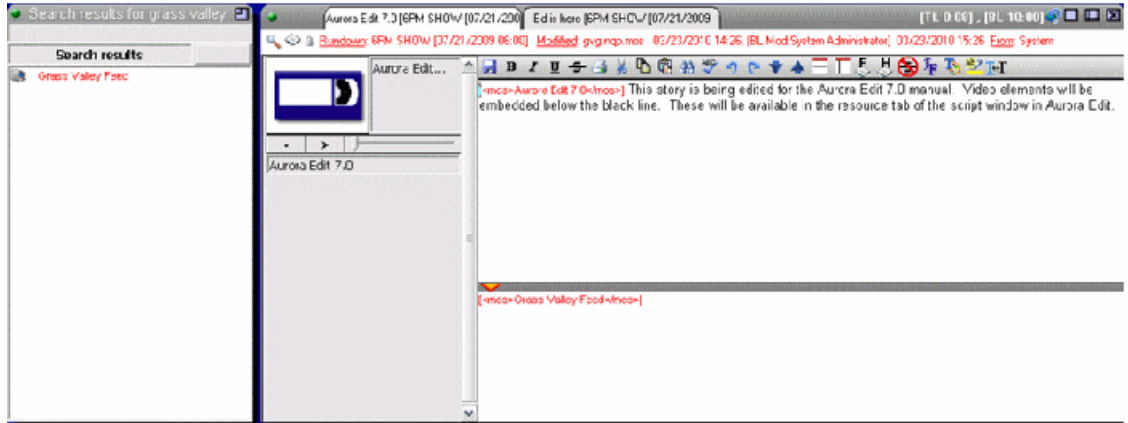 Search results for grass valley
Search results
Grass Valley Feed
Aurora Edit 7.0 [6PM SHOW [07/21/200
Ed is here [6PM SHOW [07/21/2009
[TL 0:06] , [BL 10:00]
Rundown: 6PM SHOW [07/21/2009 06:00] Modified: gvg.nqp.mos 03/23/2010 14:26, [BL Mod System Administrator] 03/23/2010 15:26 From: System
Aurora Edit...
B I U
Aurora Edit 7.0
[<mos>Aurora Edit 7.0</mos>] This story is being edited for the Aurora Edit 7.0 manual. Video elements will be
embedded below the black line. These will be available in the resource tab of the script window in Aurora Edit.
[<mos>Grass Valley Feed</mos>]